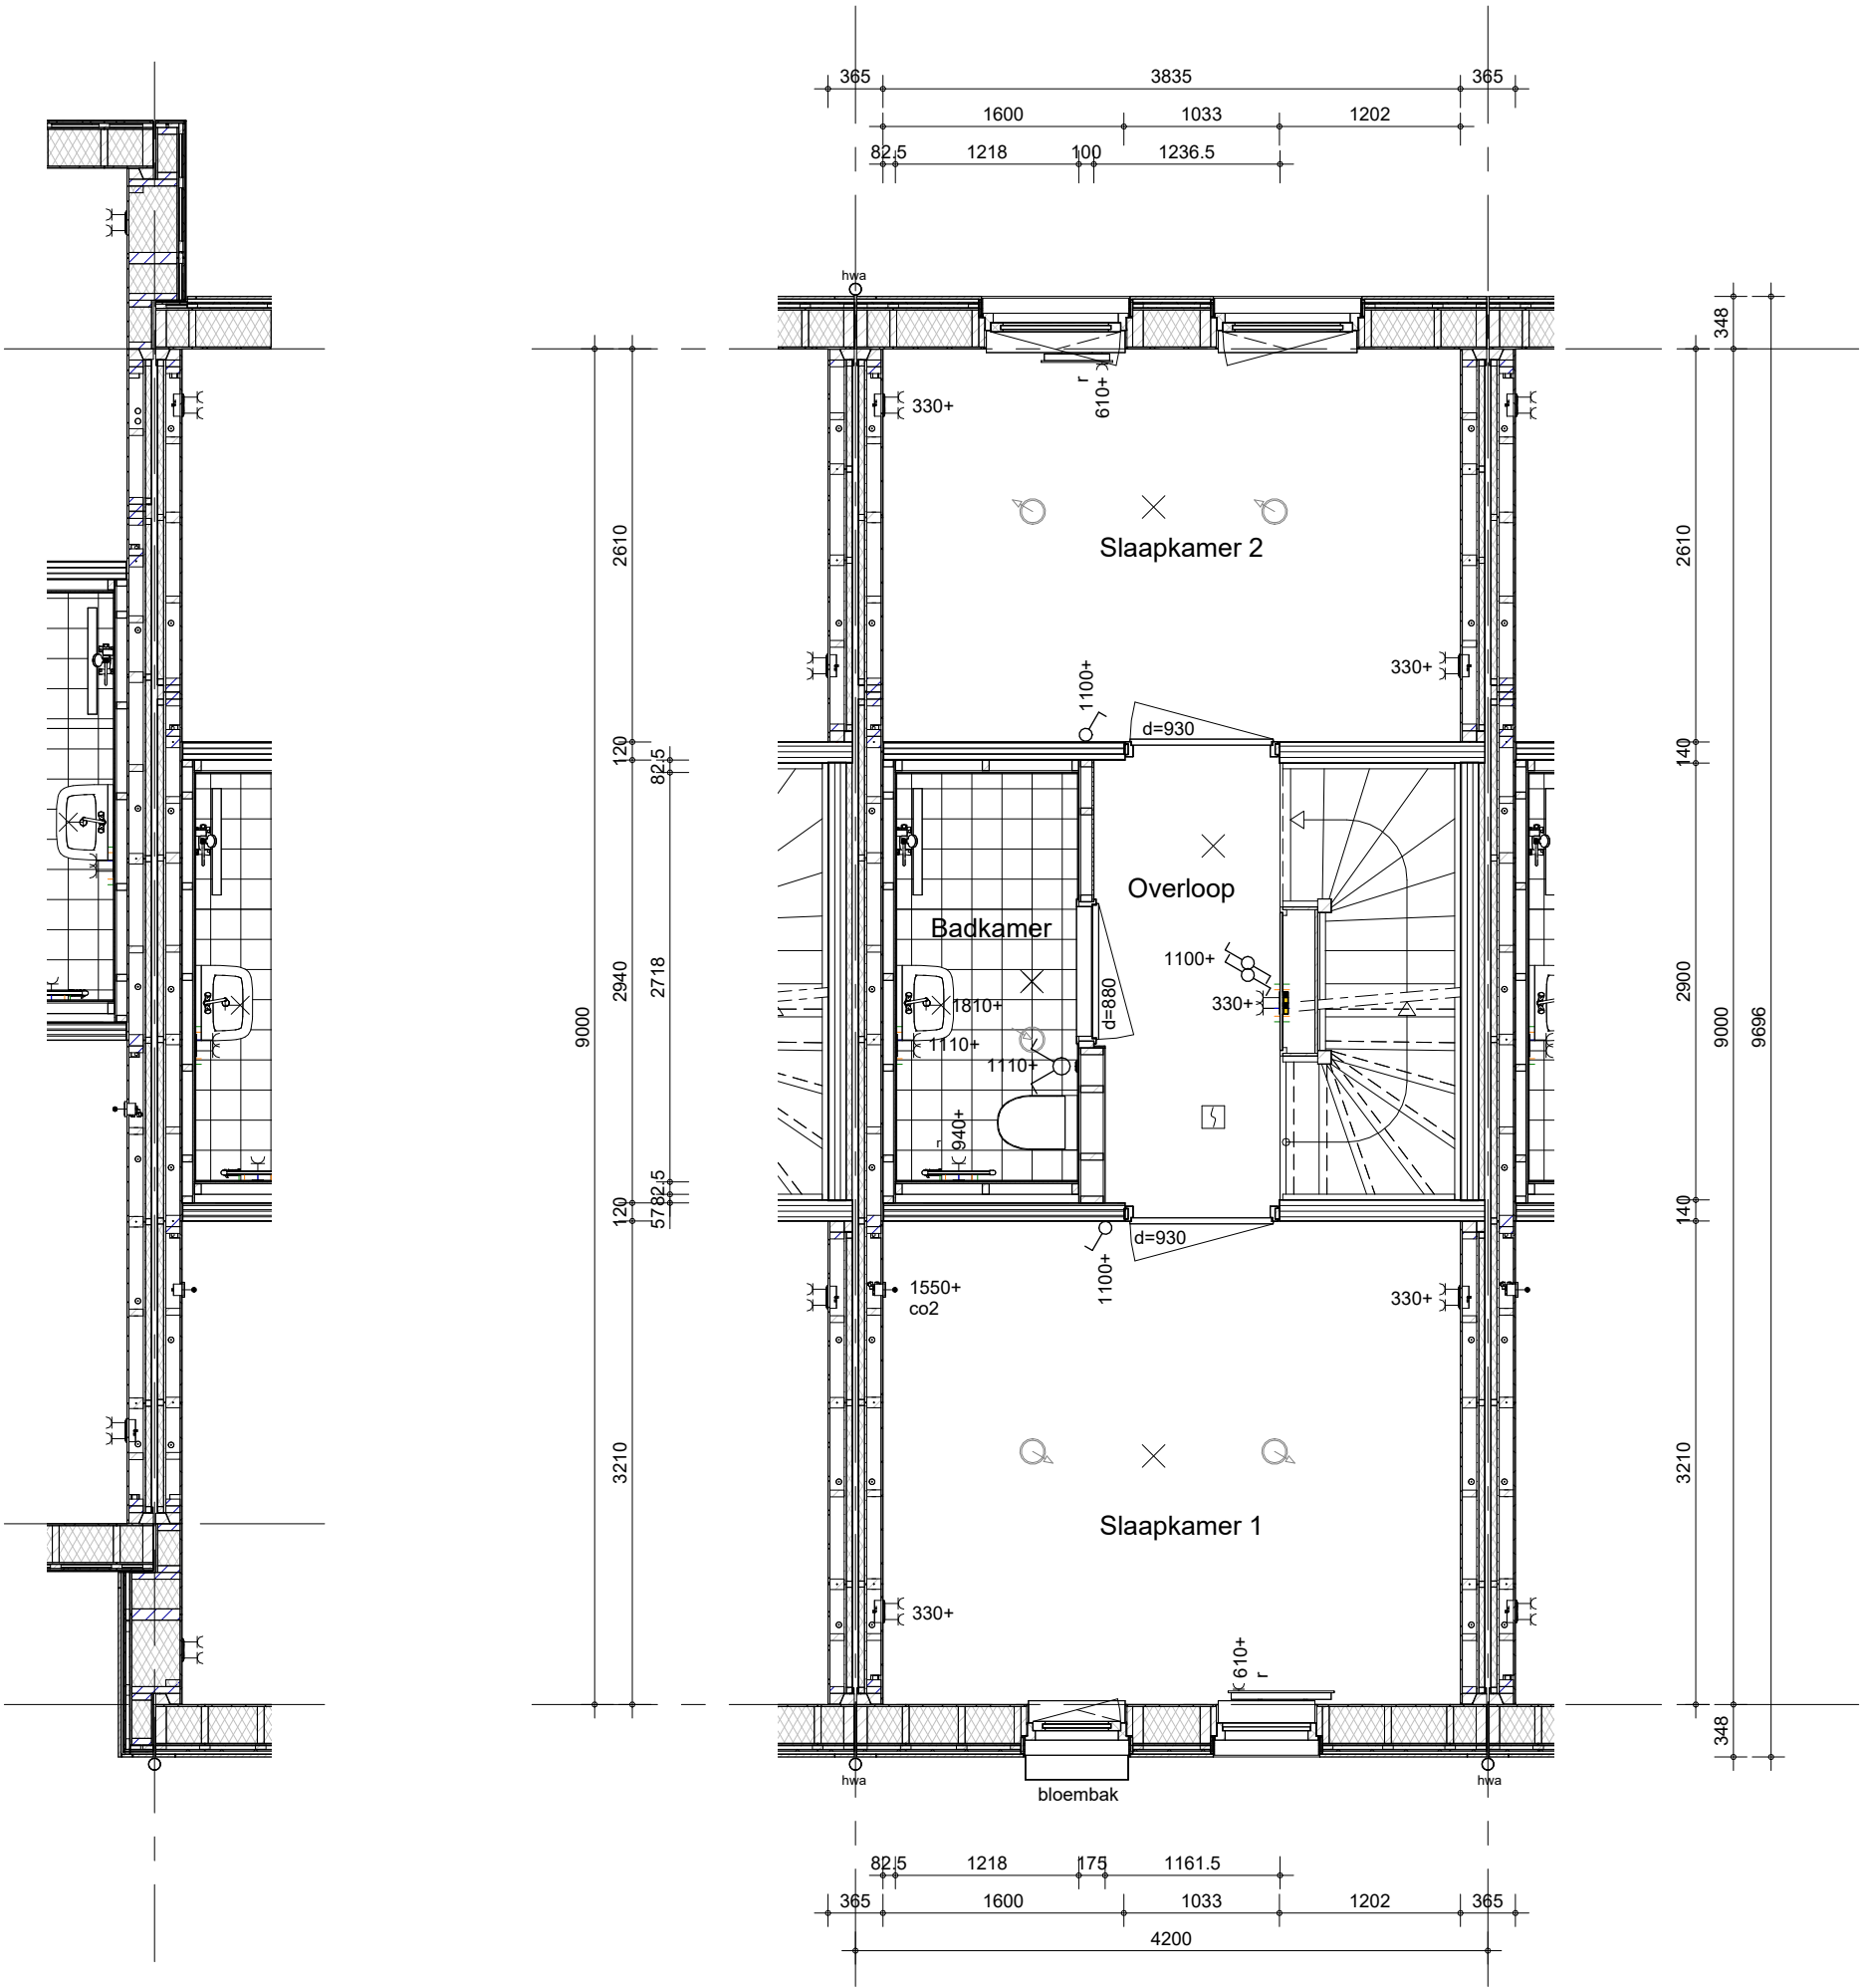 365 3835 365
1600 1033 1202
82.5 1218 100 1236.5
hwa
348
r
610+
330+
2610
2610
Slaapkamer 2
330+
1100+
d=930
120
140
82.5
Overloop
Badkamer
1100+
2940
2718
2900
330+
1810+
d=880
9000
9000
9696
1110+
1110+
r
940+
82.5
57
120
140
d=930
1100+
1550+
co2
330+
3210
3210
Slaapkamer 1
330+
610+
r
348
hwa
hwa
bloembak
82.5 1218 175 1161.5
365 1600 1033 1202 365
4200